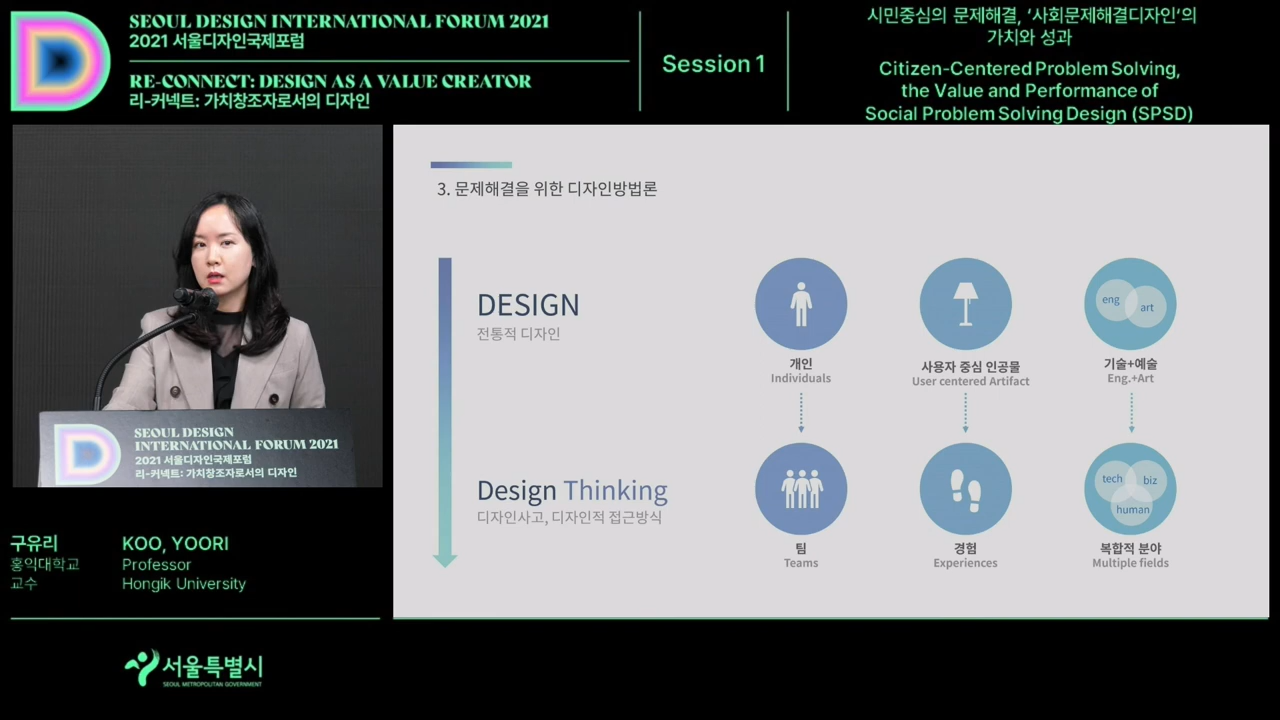 SEOUL DESIGN INTERNATIONAL FORUM 2021
2021 서울디자인국제포럼
RE-CONNECT: DESIGN AS A VALUE CREATOR
리-커넥트: 가치창조자로서의 디자인
Session 1
시민중심의 문제해결, ‘사회문제해결디자인‘의
가치와 성과
Citizen-Centered Problem Solving,
the Value and Performance of
Social Problem Solving Design (SPSD)
3. 문제해결을 위한 디자인방법론
DESIGN
전통적 디자인
개인
Individuals
사용자 중심 인공물
User centered Artifact
eng
art
기술+예술
Eng.+Art
Design Thinking
디자인사고, 디자인적 접근방식
팀
Teams
경험
Experiences
tech
biz
human
복합적 분야
Multiple fields
SEOUL DESIGN
INTERNATIONAL FORUM 2021
2021 서울디자인국제포럼
리-커넥트: 가치창조자로서의 디자인
구유리
홍익대학교
교수
KOO, YOORI
Professor
Hongik University
서울특별시
SEOUL METROPOLITAN GOVERNMENT